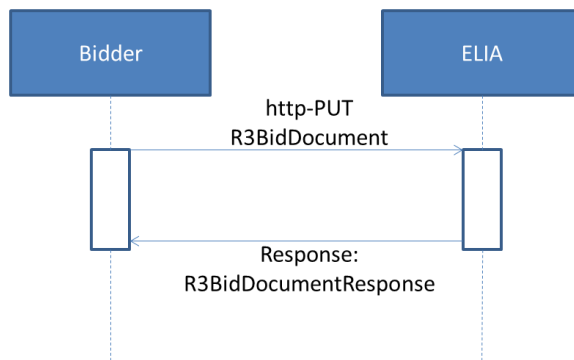 Bidder
ELIA
http-PUT
R3BidDocument
Response:
R3BidDocumentResponse